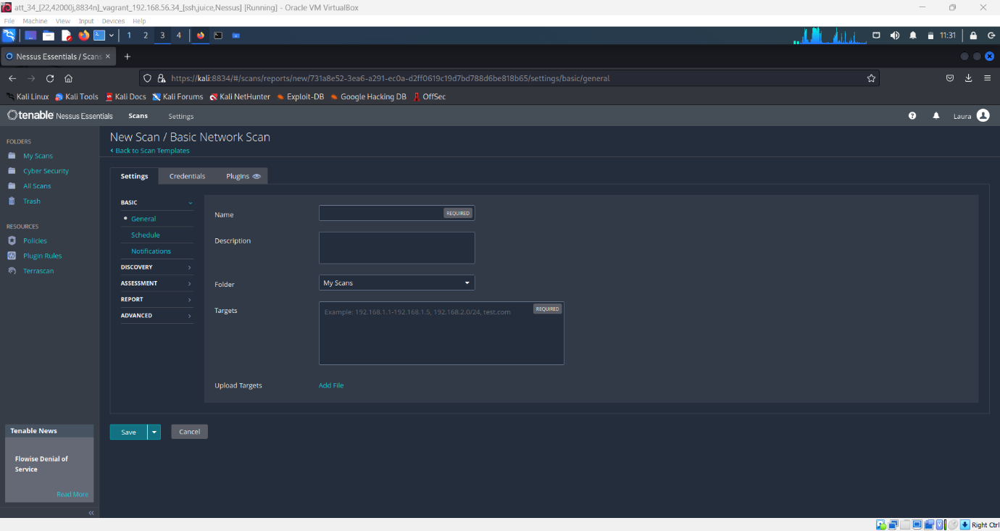 att_34_[22,42000j,8834n]_vagrant_192.168.56.34_[ssh,juice,Nessus] [Running] - Oracle VM VirtualBox
File Machine View Input Devices Help
1 2 3 4 11:31
Nessus Essentials / Scans
https://kali:8834/#/scans/reports/new/731a8e52-3ea6-a291-ec0a-d2ff0619c19d7bd788d6be818b65/settings/basic/general
Kali Linux Kali Tools Kali Docs Kali Forums Kali NetHunter Exploit-DB Google Hacking DB OffSec
tenable Nessus Essentials Scans Settings Laura
FOLDERS
My Scans
Cyber Security
All Scans
Trash
RESOURCES
Policies
Plugin Rules
Terrascan
Tenable News
Flowise Denial of
Service
Read More
New Scan / Basic Network Scan
Back to Scan Templates
Settings Credentials Plugins
BASIC
General
Schedule
Notifications
DISCOVERY
ASSESSMENT
REPORT
ADVANCED
Name REQUIRED
Description
Folder My Scans
Targets Example: 192.168.1.1-192.168.1.5, 192.168.2.0/24, test.com REQUIRED
Upload Targets Add File
Save Cancel
Right Ctrl